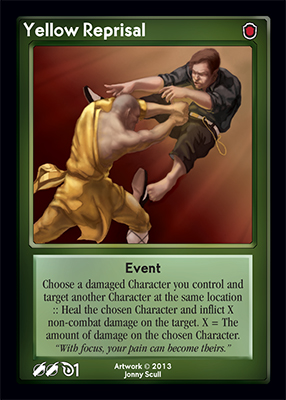 Yellow Reprisal
Event
Choose a damaged Character you control and
target another Character at the same location
:: Heal the chosen Character and inflict X
non-combat damage on the target. X = The
amount of damage on the chosen Character.
"With focus, your pain can become theirs."
1
Artwork © 2013
Jonny Scull